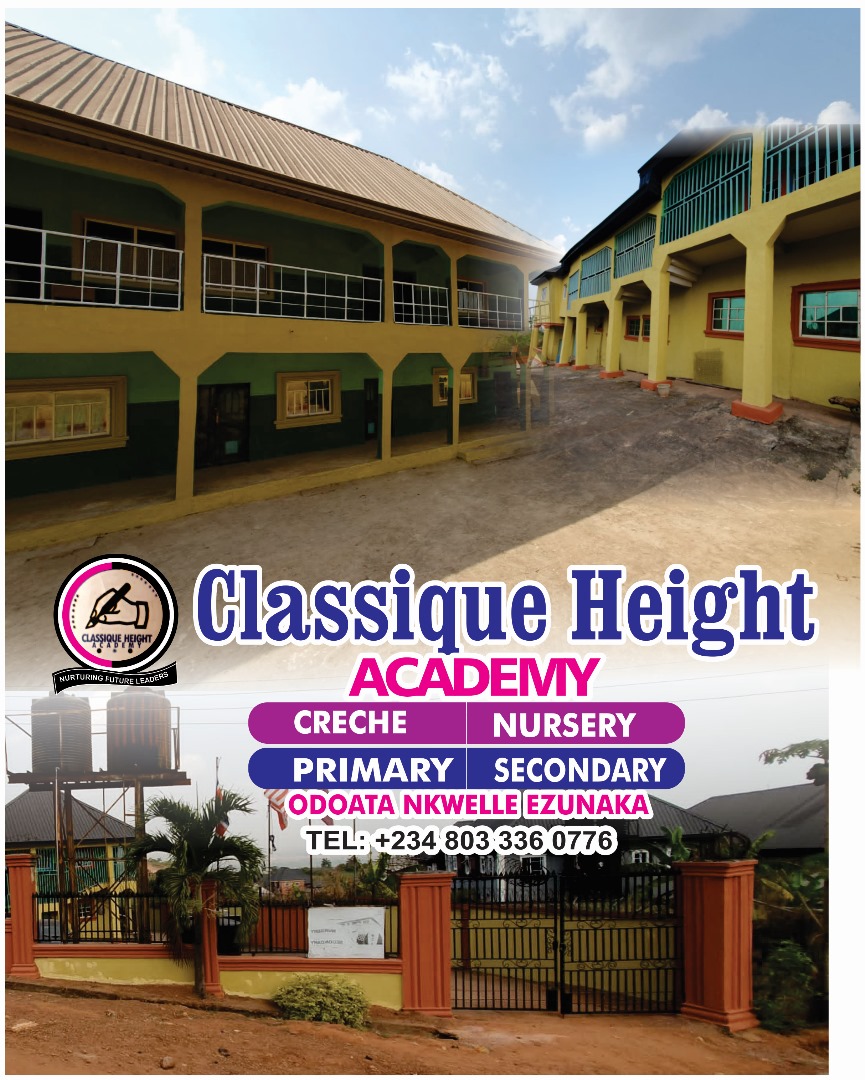 Classique Height
CLASSIQUE HEIGHT
ACADEMY
NURTURING FUTURE LEADERS
ACADEMY
CRECHE NURSERY
PRIMARY SECONDARY
ODOATA NKWELLE EZUNAKA
TEL: +234 803 336 0776